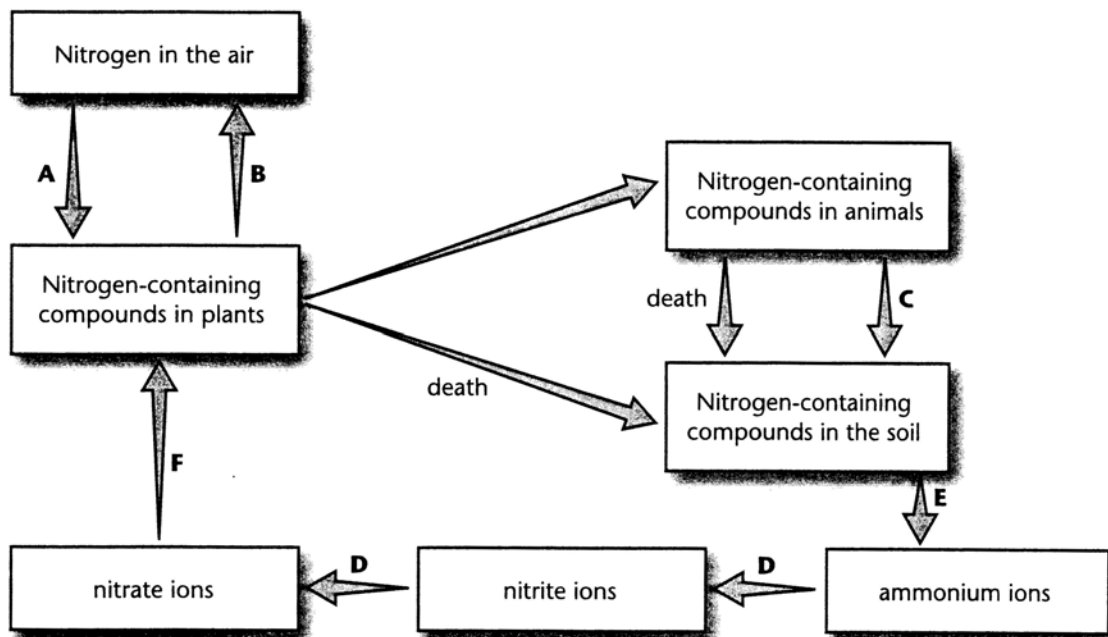 Nitrogen in the air
A
B
Nitrogen-containing
compounds in plants
Nitrogen-containing
compounds in animals
death
C
death
Nitrogen-containing
compounds in the soil
F
E
nitrate ions
D
nitrite ions
D
ammonium ions